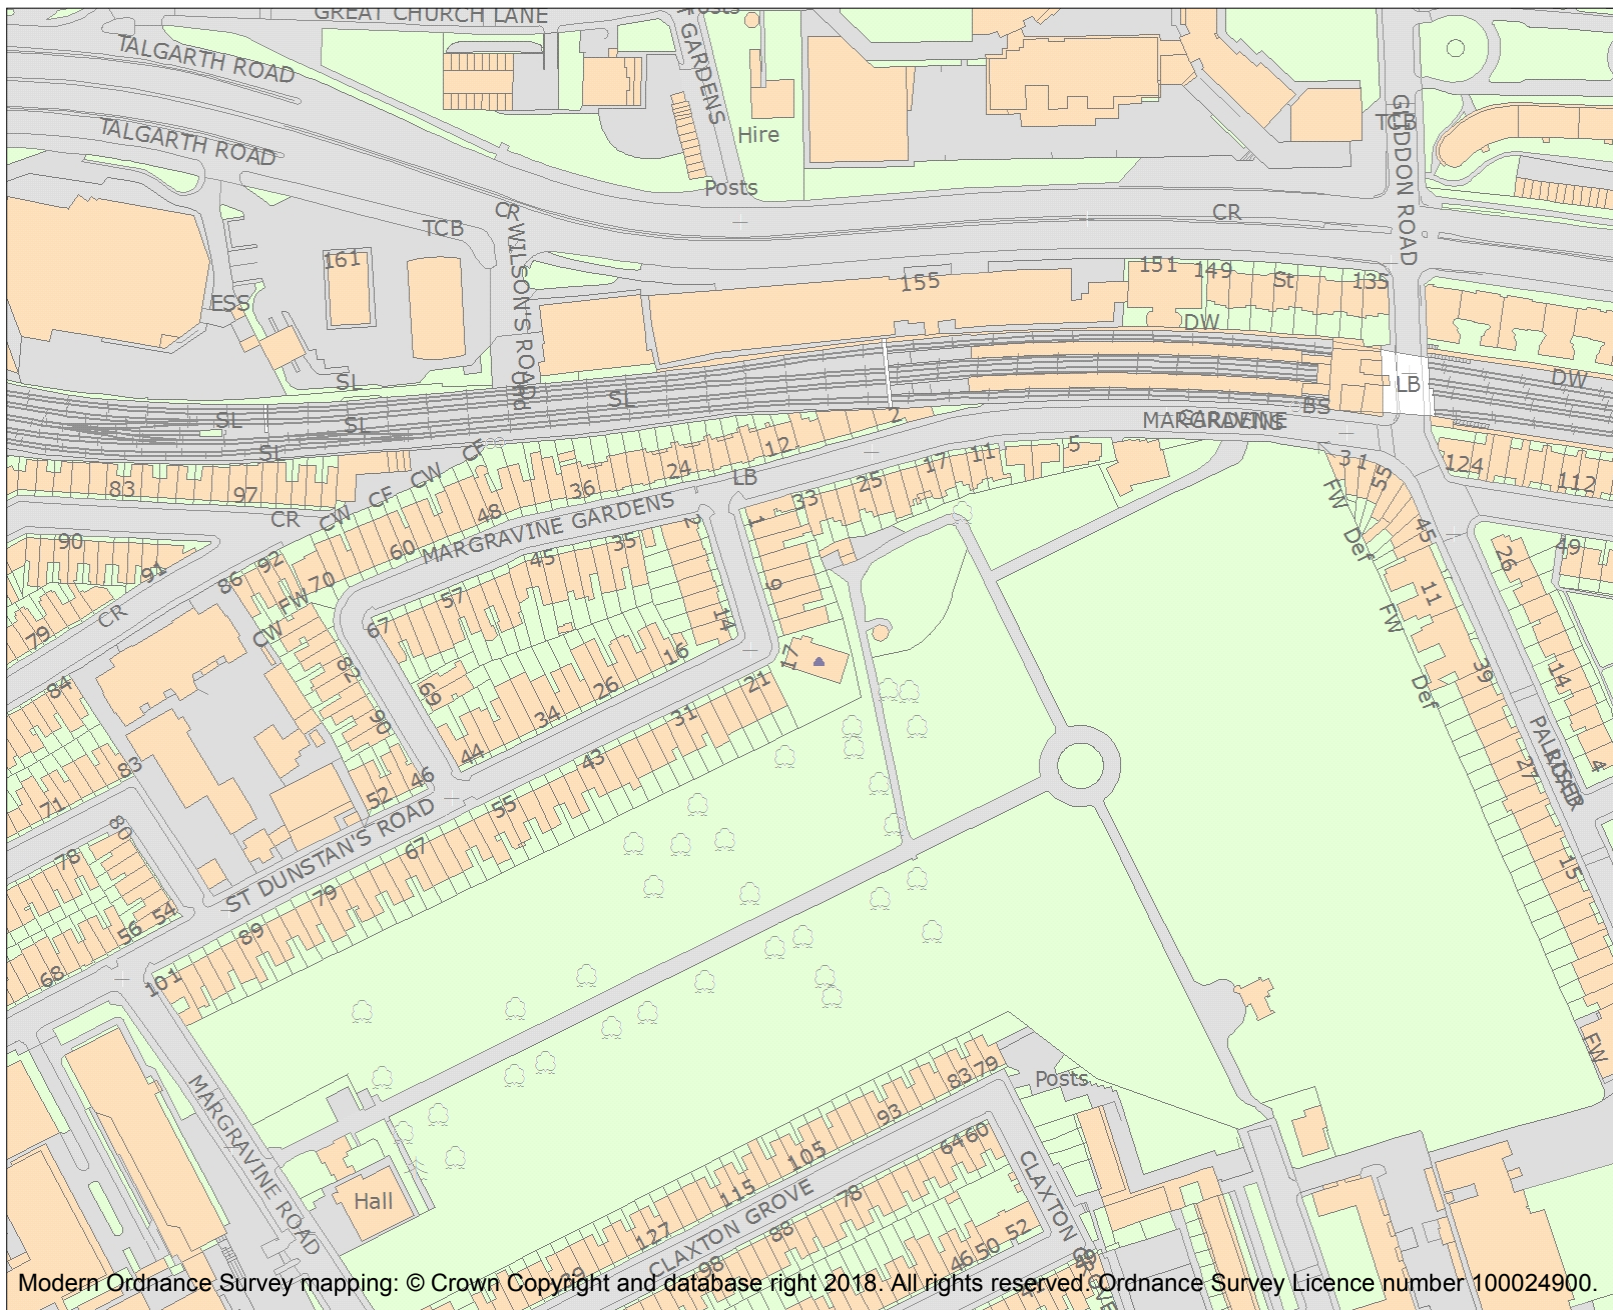 GREAT CHURCH LANE
Posts
GARDENS
TALGARTH ROAD
TALGARTH ROAD
Hire
Posts
TCB
GLIDDON ROAD
CR
TCB
CR
WILSON'S ROAD
161
ESS
155
151
149
St
135
DW
SL
SL
SL
SL
SL
LB
DW
BS
MARGRAVINE
GARDENS
2
12
24
36
48
60
70
LB
MARGRAVINE GARDENS
5
11
17
25
33
3
1
55
124
112
83
97
CR
CW
CF
CW
CF
90
91
86
92
FW
CW
CR
79
84
57
45
35
2
14
1
9
67
69
82
90
16
26
34
44
46
52
17
21
31
43
55
67
79
89
101
ST DUNSTAN'S ROAD
83
71
80
78
54
56
68
FW
Def
FW
Def
45
11
39
27
15
FW
26
49
14
4
PALLISER
ROAD
MARGRAVINE ROAD
Hall
Posts
79
83
93
105
115
127
CLAXTON GROVE
60
64
78
88
98
52
50
46
CLAXTON GROVE
Modern Ordnance Survey mapping: © Crown Copyright and database right 2018. All rights reserved. Ordnance Survey Licence number 100024900.